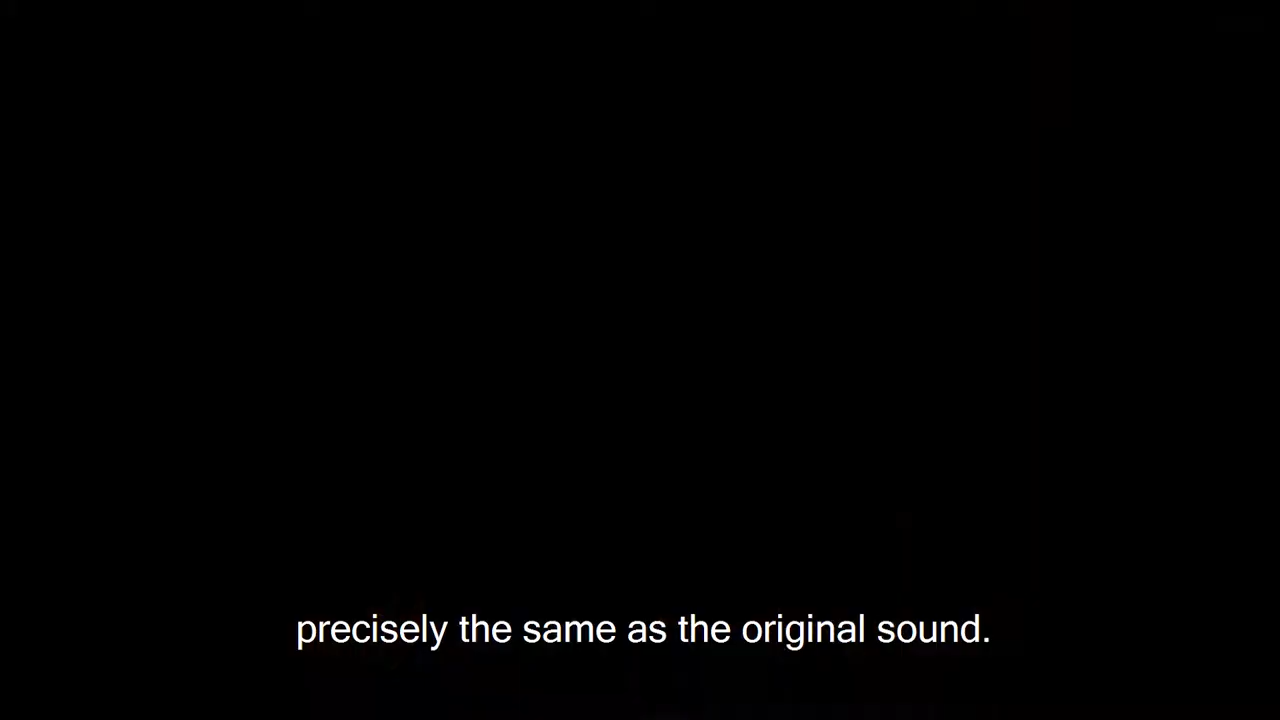 precisely the same as the original sound.